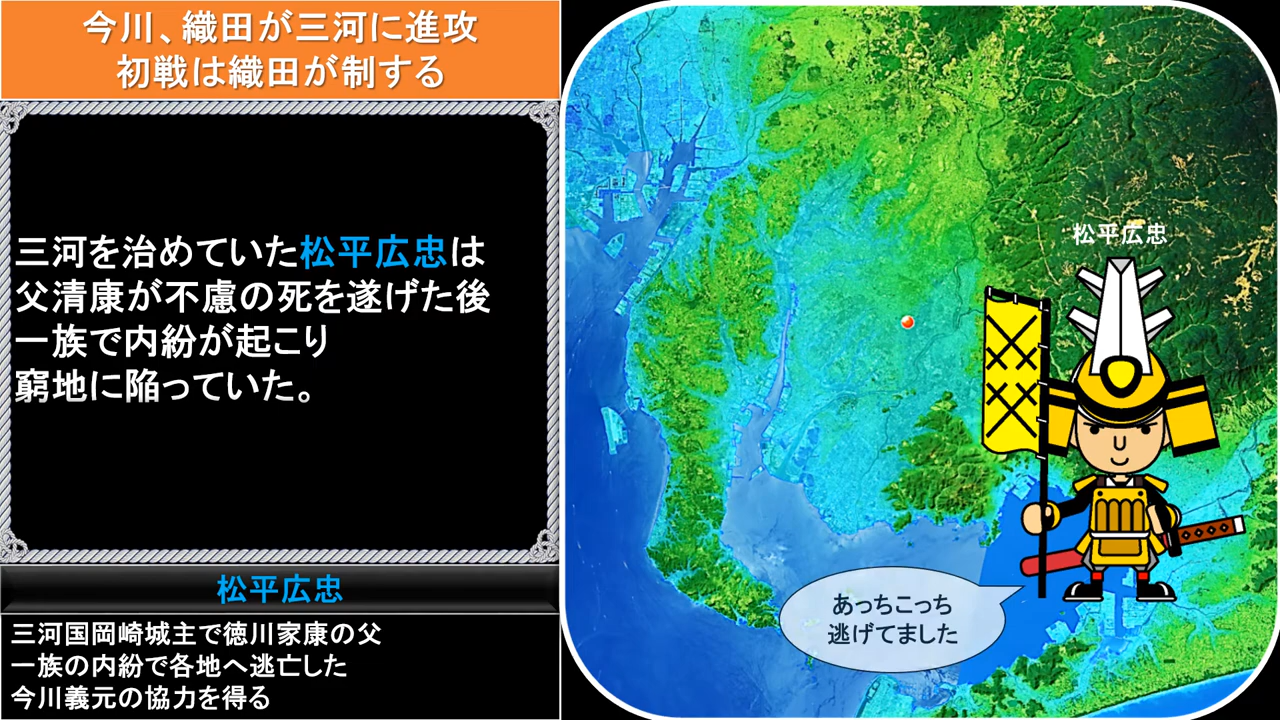 今川、織田が三河に進攻
初戦は織田が制する
三河を治めていた松平広忠は
父清康が不慮の死を遂げた後
一族で内紛が起こり
窮地に陥っていた。
松平広忠
三河国岡崎城主で徳川家康の父
一族の内紛で各地へ逃亡した
今川義元の協力を得る
松平広忠
あっちこっち
逃げてました